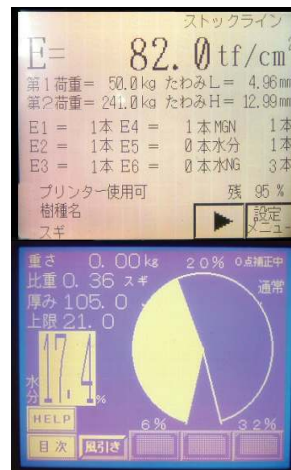 ストックライン
E= 82.0 tf/cm²
第1荷重= 50.0kg たわみL= 4.96mm
第2荷重= 241.0kg たわみH= 12.99mm
E1 = 1本 E4 = 1本 MGN 1本
E2 = 1本 E5 = 0本 水分 1本
E3 = 1本 E6 = 0本 水NG 3本
プリンター使用可 残 95 %
樹種名
スギ
▶
設定
メニュー
重さ 0.00kg 20% 0点補正中
比重 0.36 スギ 通常
厚み 105.0
上限 21.0
水分 17.4%
HELP 6% 32%
目次 風引き